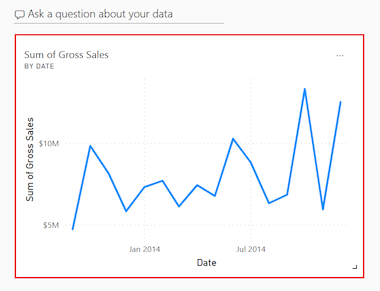 Ask a question about your data
Sum of Gross Sales
BY DATE
Sum of Gross Sales
$10M
$5M
Jan 2014
Jul 2014
Date